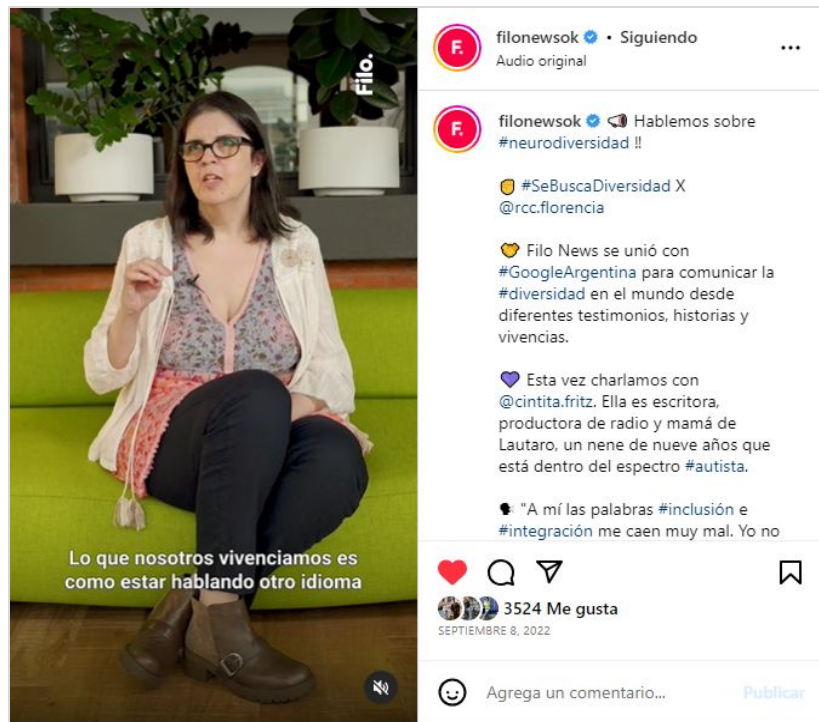 Filo.
Lo que nosotros vivenciamos es
como estar hablando otro idioma
F.
filonewsok • Siguiendo
Audio original
...
F.
filonewsok Hablemos sobre
#neurodiversidad !!
#SeBuscaDiversidad X
@rcc.florencia
Filo News se unió con
#GoogleArgentina para comunicar la
#diversidad en el mundo desde
diferentes testimonios, historias y
vivencias.
Esta vez charlamos con
@cintita.fritz. Ella es escritora,
productora de radio y mamá de
Lautaro, un nene de nueve años que
está dentro del espectro #autista.
"A mí las palabras #inclusión e
#integración me caen muy mal. Yo no
3524 Me gusta
SEPTIEMBRE 8, 2022
Agrega un comentario...
Publicar